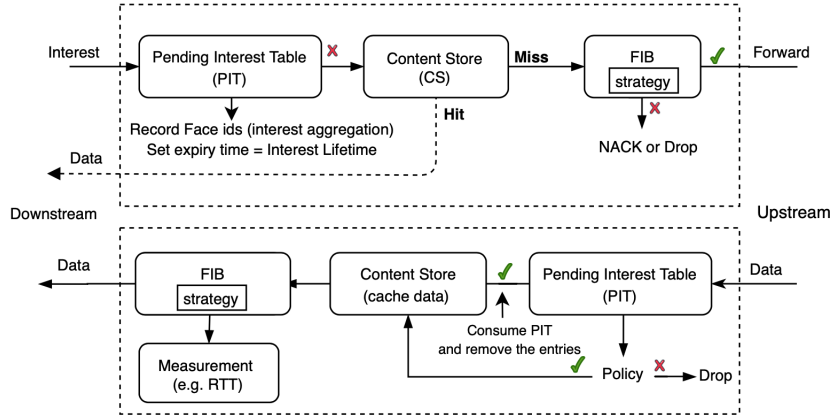 Interest
Pending Interest Table
(PIT)
Content Store
(CS)
Miss
FIB
strategy
Forward
Hit
Record Face ids (interest aggregation)
Set expiry time = Interest Lifetime
NACK or Drop
Data
Downstream
Upstream
Data
FIB
strategy
Content Store
(cache data)
Pending Interest Table
(PIT)
Data
Consume PIT
and remove the entries
Measurement
(e.g. RTT)
Policy
Drop